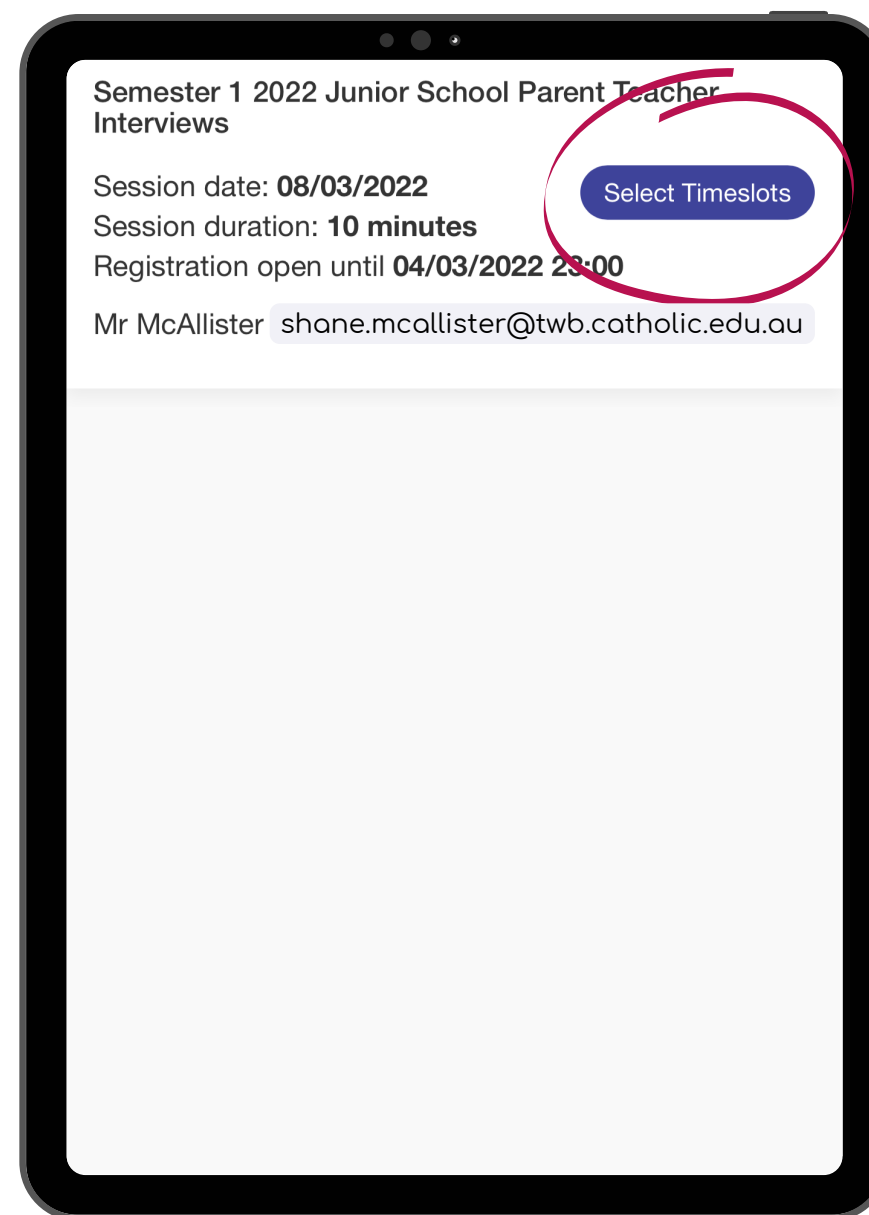 Semester 1 2022 Junior School Parent Teacher
Interviews
Session date: 08/03/2022
Select Timeslots
Session duration: 10 minutes
Registration open until 04/03/2022 23:00
Mr McAllister shane.mcallister@twb.catholic.edu.au